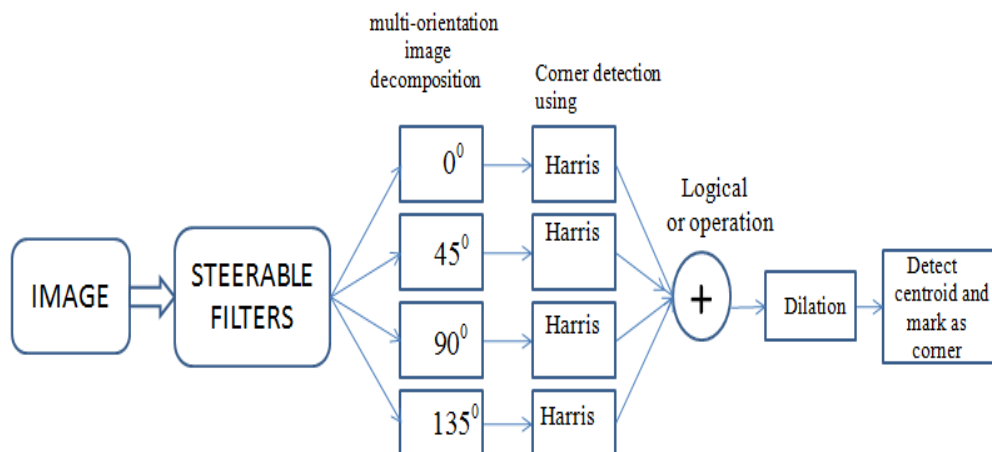 multi-orientation
image
decomposition
Corner detection
using
0⁰
Harris
Logical
or operation
45⁰
Harris
IMAGE
STEERABLE
FILTERS
90⁰
Harris
+
Dilation
Detect
centroid and
mark as
corner
135⁰
Harris